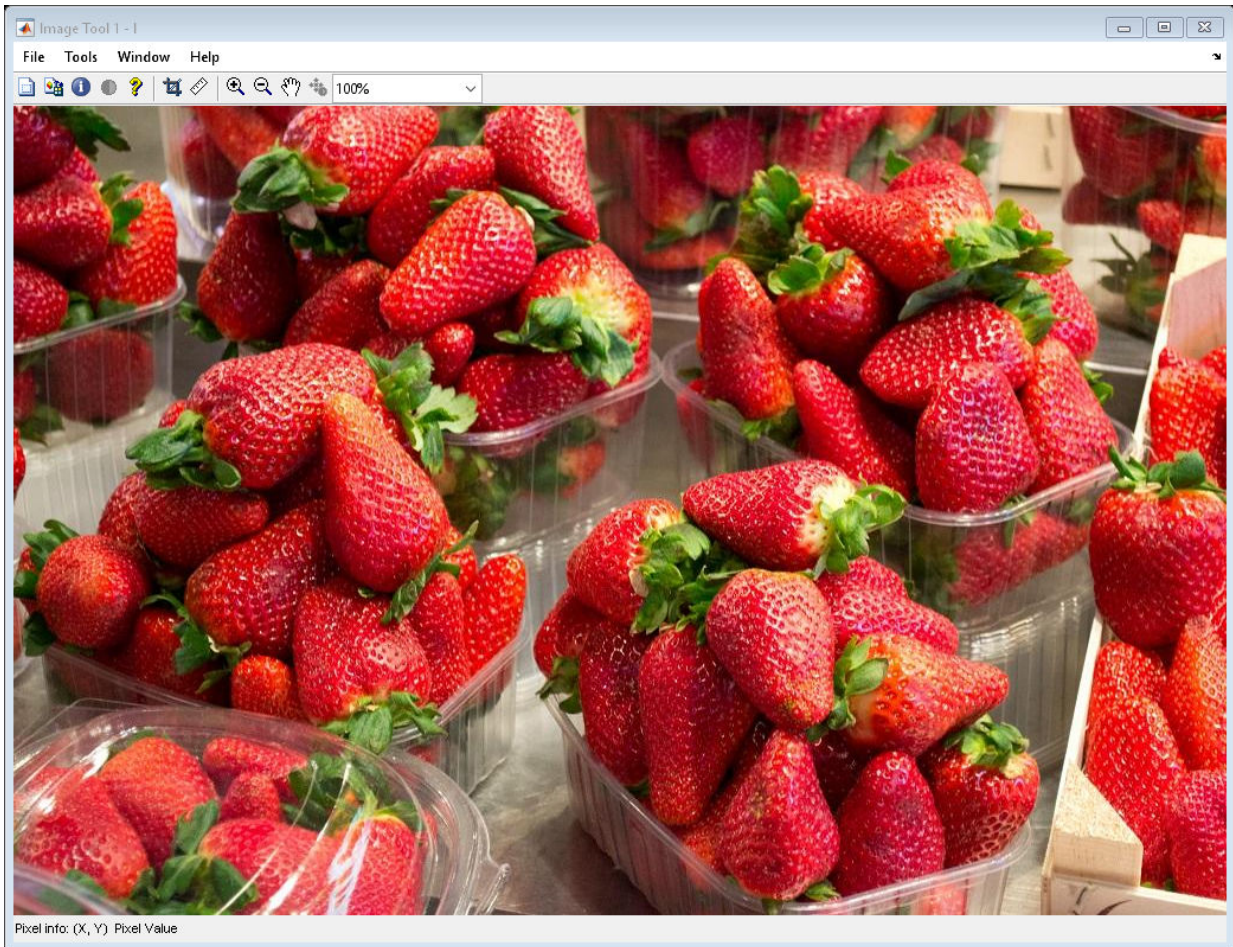 Image Tool 1 - I
File Tools Window Help
100%
Pixel info: (X, Y) Pixel Value